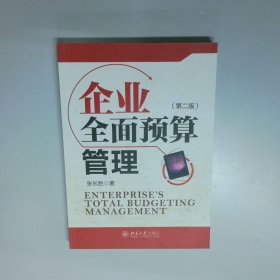 企业
（第二版）
全面预算
管理
张长胜◎著
ENTERPRISE'S
TOTAL BUDGETING
MANAGEMENT
北京大学出版社